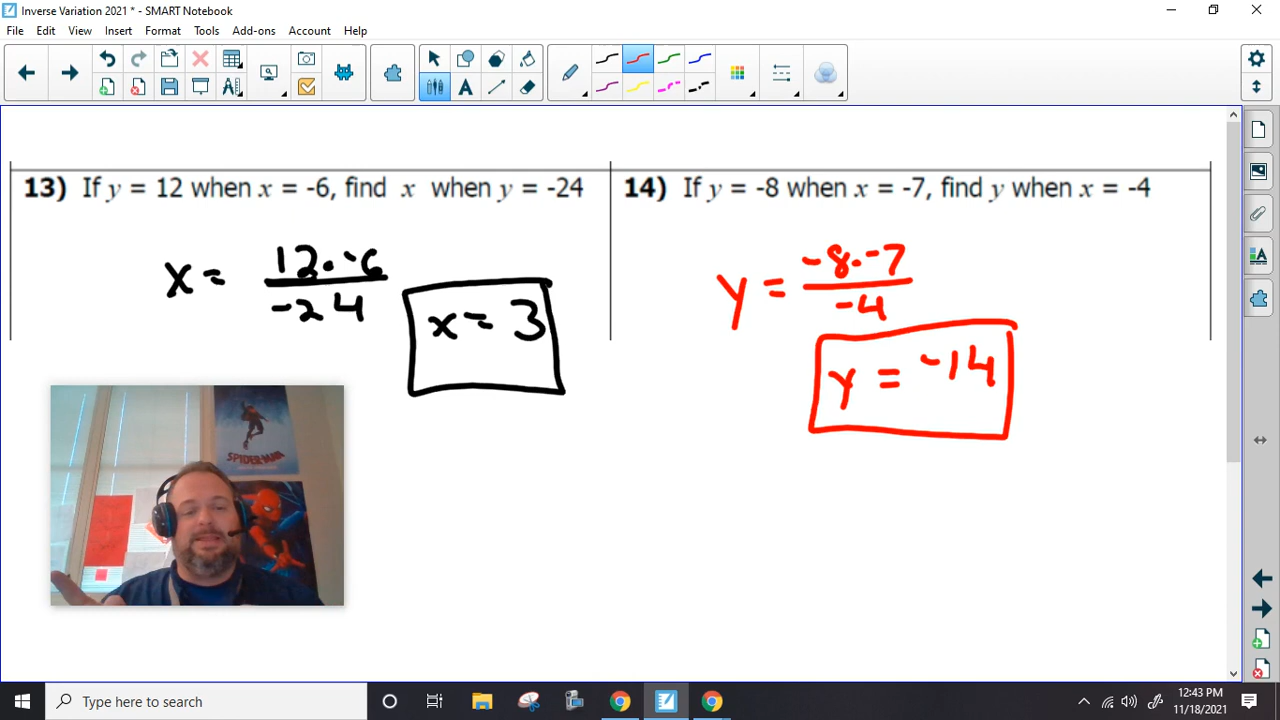 Inverse Variation 2021 * - SMART Notebook
File Edit View Insert Format Tools Add-ons Account Help
13) If y = 12 when x = -6, find x when y = -24
14) If y = -8 when x = -7, find y when x = -4
x = 12·-6
-24
x = 3
y = -8·-7
-4
y = -14
SPIDER-MAN
Type here to search
12:43 PM
11/18/2021